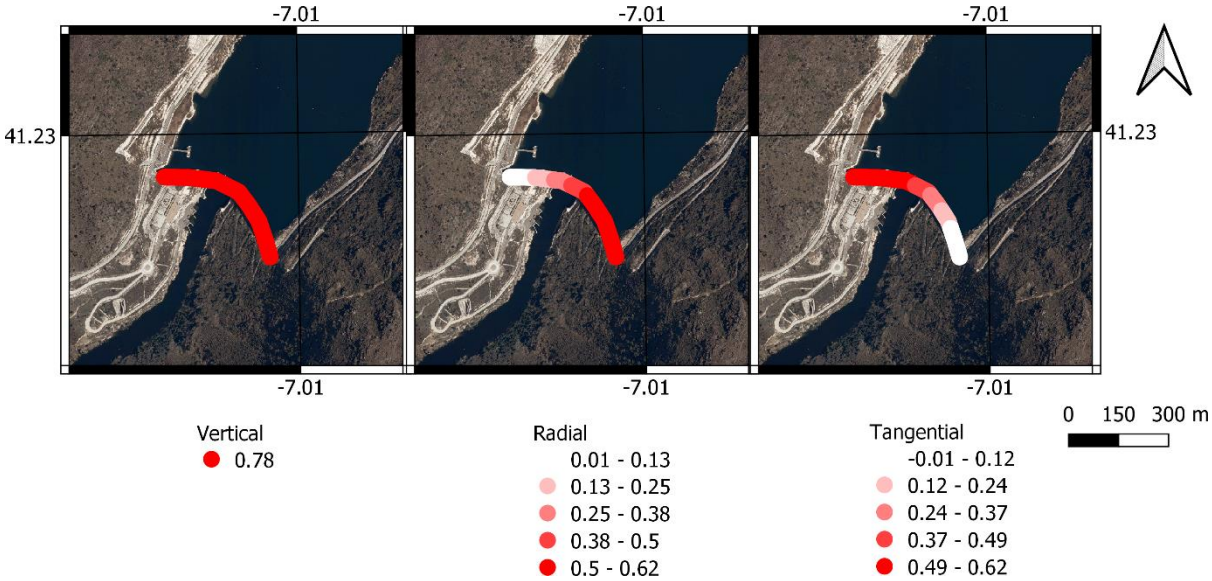 -7.01 -7.01 -7.01
41.23 41.23
-7.01 -7.01 -7.01
0 150 300 m
Vertical
0.78
Radial
0.01 - 0.13
0.13 - 0.25
0.25 - 0.38
0.38 - 0.5
0.5 - 0.62
Tangential
-0.01 - 0.12
0.12 - 0.24
0.24 - 0.37
0.37 - 0.49
0.49 - 0.62